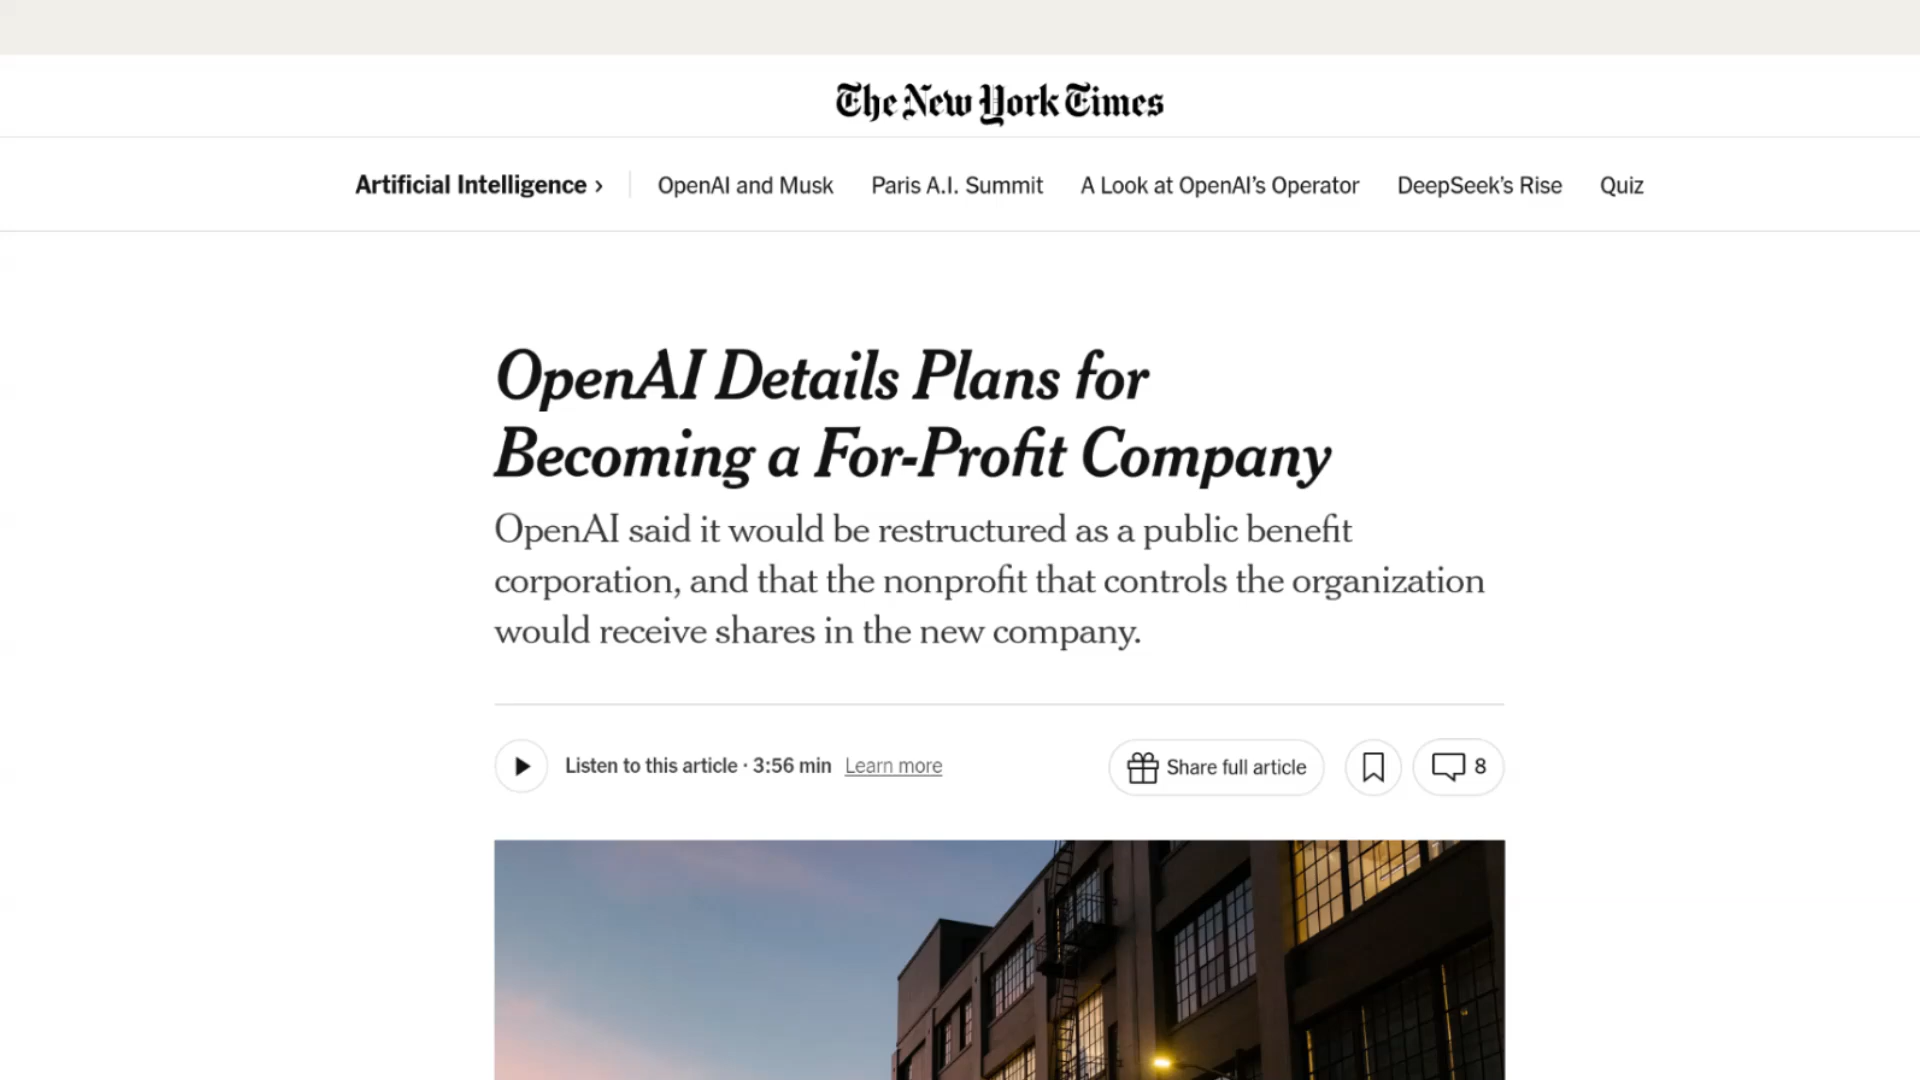 The New York Times
Artificial Intelligence › OpenAI and Musk Paris A.I. Summit A Look at OpenAI’s Operator DeepSeek’s Rise Quiz
OpenAI Details Plans for
Becoming a For-Profit Company
OpenAI said it would be restructured as a public benefit
corporation, and that the nonprofit that controls the organization
would receive shares in the new company.
Listen to this article · 3:56 min Learn more Share full article 8